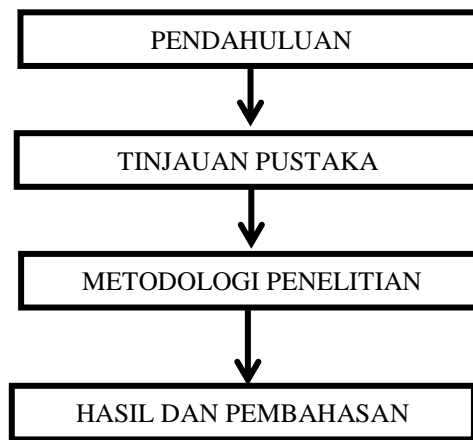 PENDAHULUAN
TINJAUAN PUSTAKA
METODOLOGI PENELITIAN
HASIL DAN PEMBAHASAN